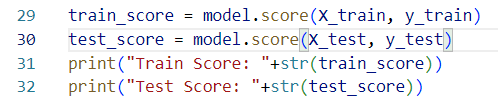 29 train_score = model.score(X_train, y_train)
30 test_score = model.score(X_test, y_test)
31 print("Train Score: "+str(train_score))
32 print("Test Score: "+str(test_score))